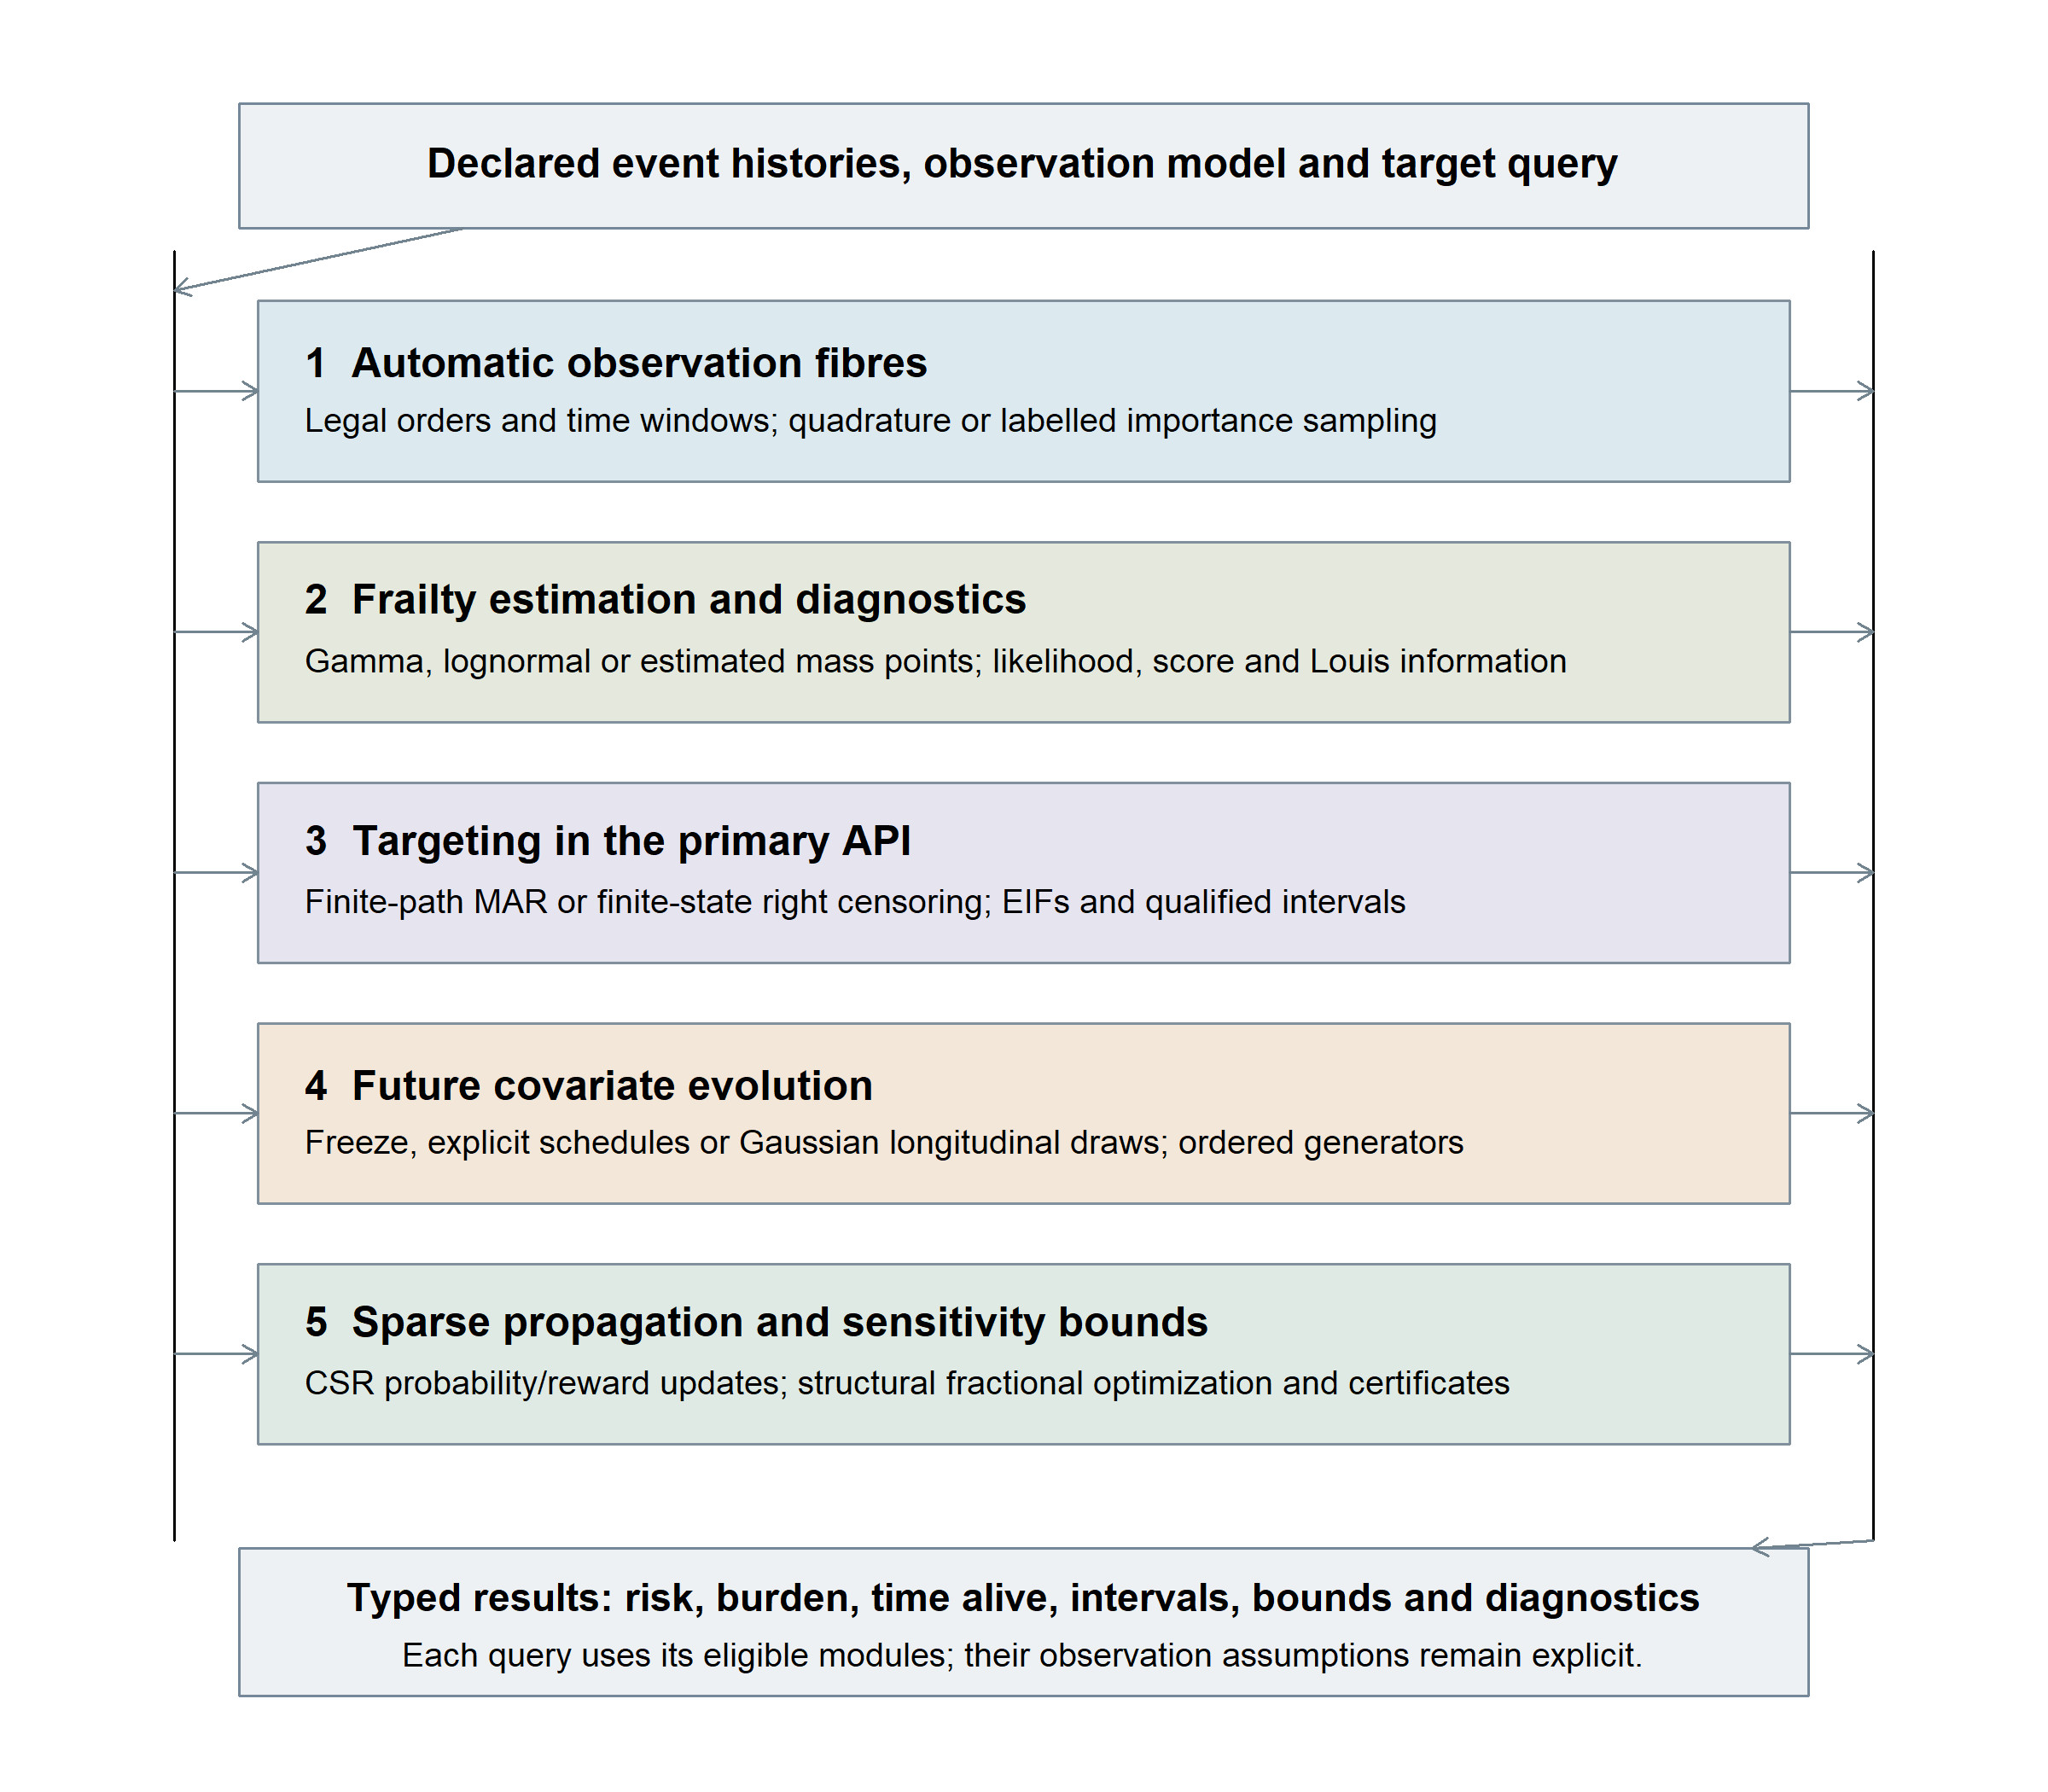 Declared event histories, observation model and target query
1 Automatic observation fibres
Legal orders and time windows; quadrature or labelled importance sampling
2 Frailty estimation and diagnostics
Gamma, lognormal or estimated mass points; likelihood, score and Louis information
3 Targeting in the primary API
Finite-path MAR or finite-state right censoring; EIFs and qualified intervals
4 Future covariate evolution
Freeze, explicit schedules or Gaussian longitudinal draws; ordered generators
5 Sparse propagation and sensitivity bounds
CSR probability/reward updates; structural fractional optimization and certificates
Typed results: risk, burden, time alive, intervals, bounds and diagnostics
Each query uses its eligible modules; their observation assumptions remain explicit.